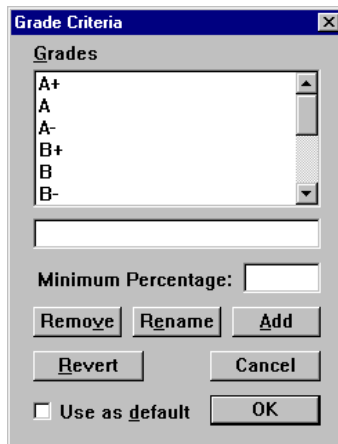 Grade Criteria
Grades
A+
A
A-
B+
B
B-
Minimum Percentage:
Remove Rename Add
Revert Cancel
Use as default OK